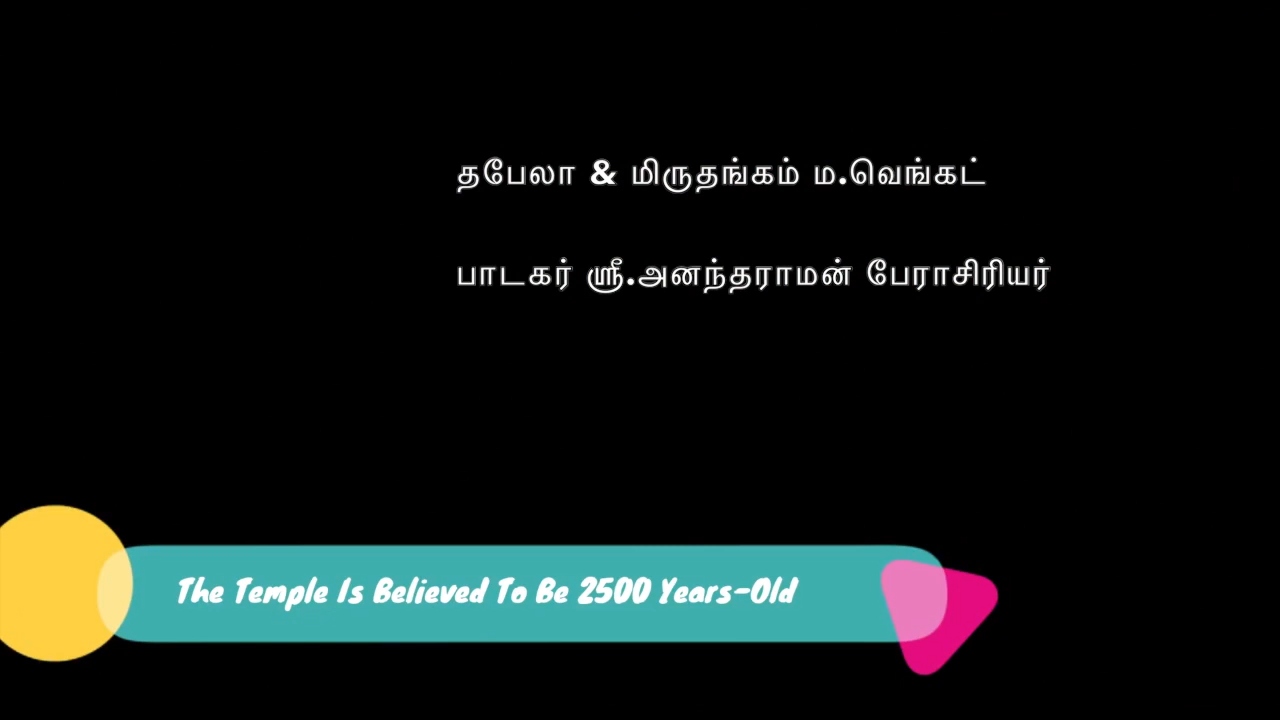 தபேலா & மிருதங்கம் ம.வெங்கட்
பாடகர் ஸ்ரீ.அனந்தராமன் பேராசிரியர்
The Temple Is Believed To Be 2500 Years-Old